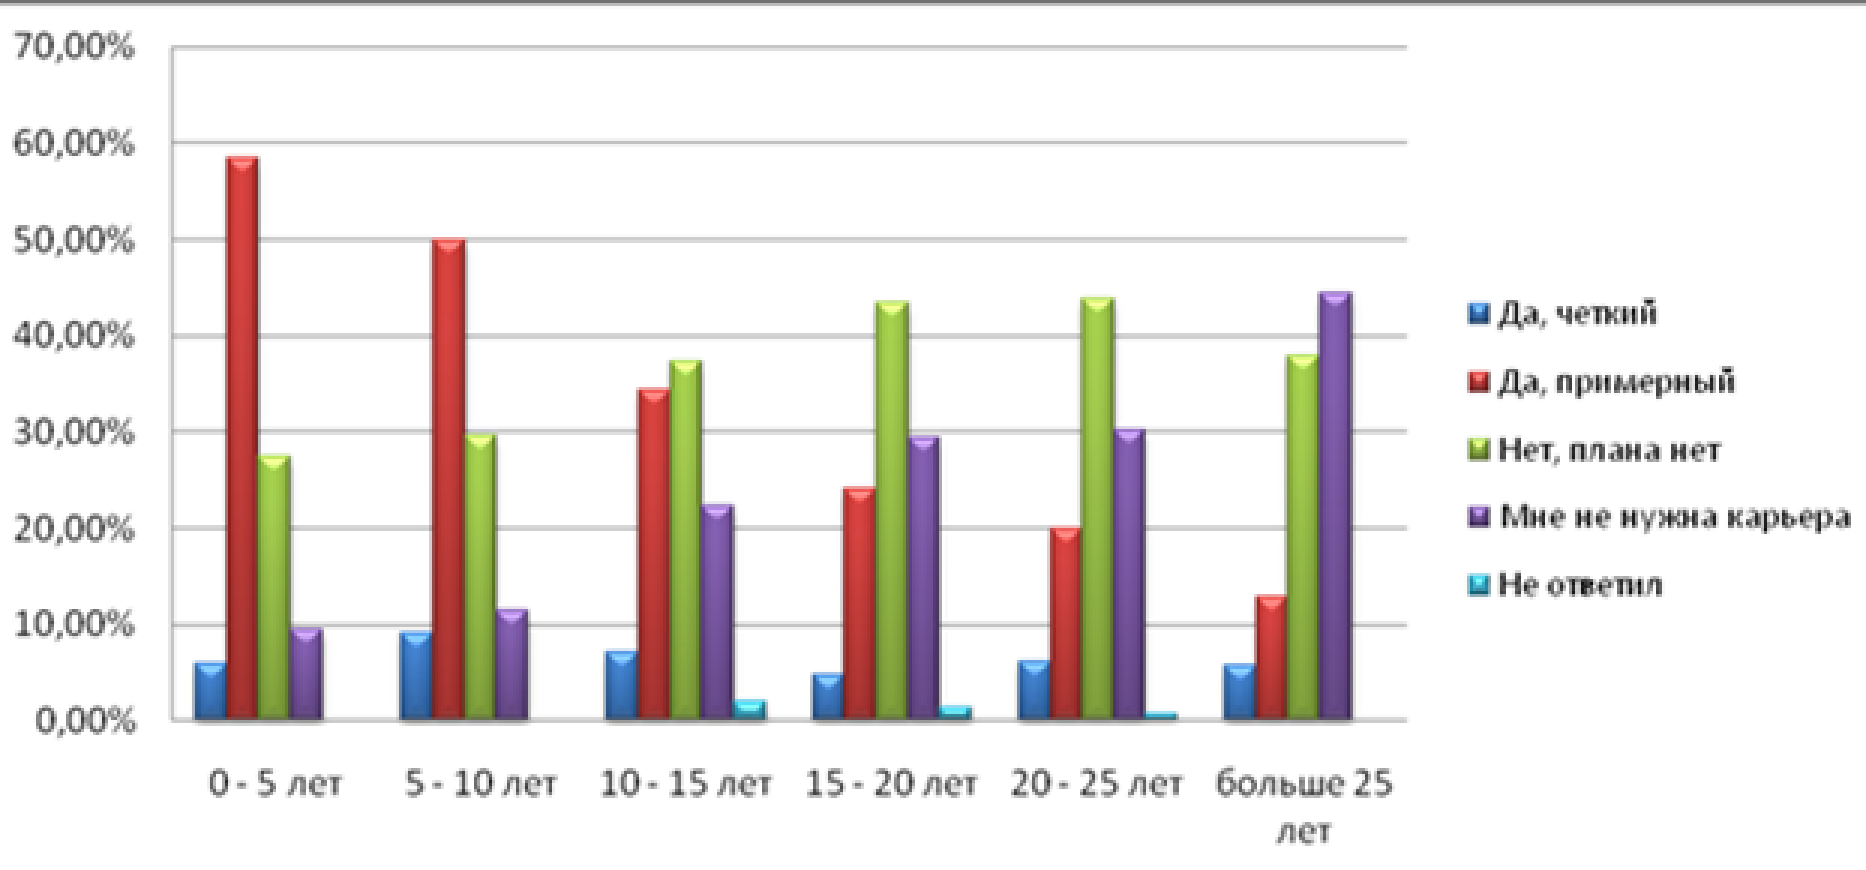 70,00%
60,00%
50,00%
40,00%
30,00%
20,00%
10,00%
0,00%
0 - 5 лет
5 - 10 лет
10 - 15 лет
15 - 20 лет
20 - 25 лет
больше 25
лет
Да, четкий
Да, примерный
Нет, плана нет
Мне не нужна карьера
Не ответил